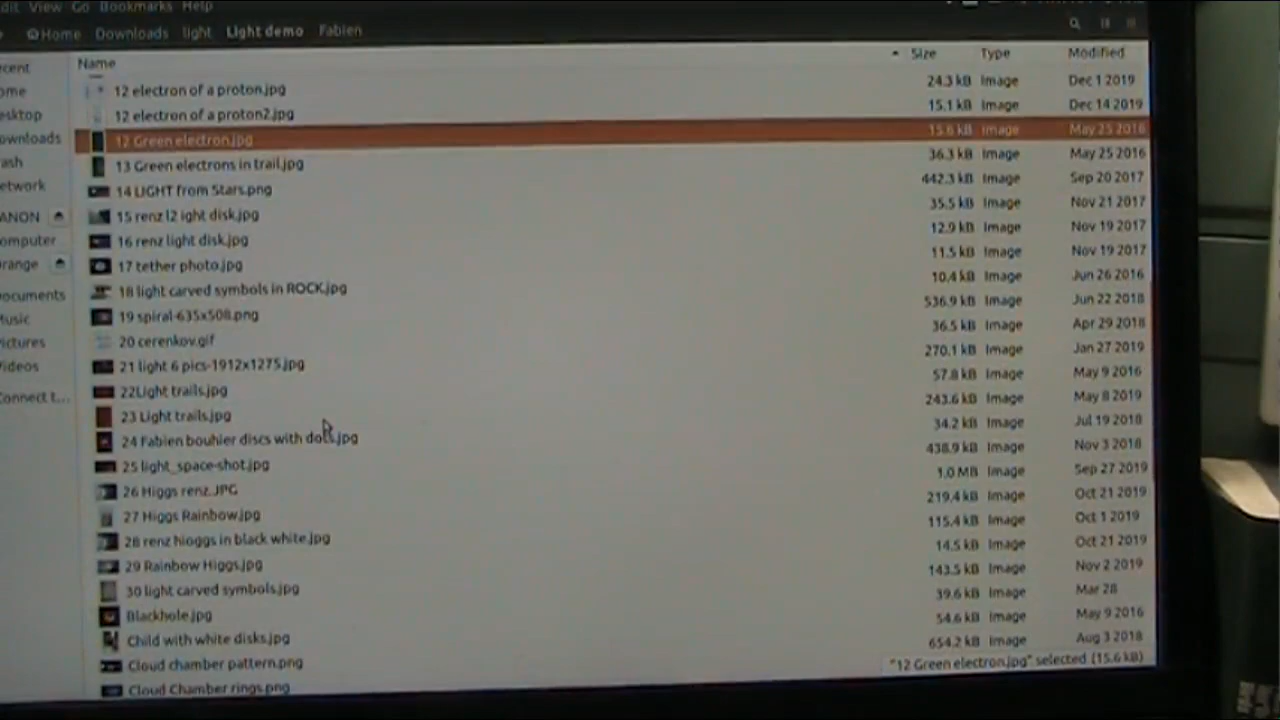 dit View Go Bookmarks Help
Home Downloads light Light demo Fabien
ecent
ome
esktop
ownloads
ash
etwork
ANON
omputer
range
ocuments
usic
ictures
ideos
onnect t...
Name Size Type Modified
12 electron of a proton.jpg 24.3 kB Image Dec 1 2019
12 electron of a proton2.jpg 15.1 kB Image Dec 14 2019
12 Green electron.jpg 15.6 kB Image May 25 2016
13 Green electrons in trail.jpg 36.3 kB Image May 25 2016
14 LIGHT from Stars.png 442.3 kB Image Sep 20 2017
15 renz l2 ight disk.jpg 35.5 kB Image Nov 21 2017
16 renz light disk.jpg 12.9 kB Image Nov 19 2017
17 tether photo.jpg 11.5 kB Image Nov 19 2017
18 light carved symbols in ROCK.jpg 10.4 kB Image Jun 26 2016
19 spiral-635x508.png 536.9 kB Image Jun 22 2018
20 cerenkov.gif 36.5 kB Image Apr 29 2018
21 light 6 pics-1912x1275.jpg 270.1 kB Image Jan 27 2019
22Light trails.jpg 57.8 kB Image May 9 2016
23 Light trails.jpg 243.6 kB Image May 8 2019
24 Fabien bouhier discs with dots.jpg 34.2 kB Image Jul 19 2018
25 light_space-shot.jpg 438.9 kB Image Nov 3 2018
26 Higgs renz.JPG 1.0 MB Image Sep 27 2019
27 Higgs Rainbow.jpg 219.4 kB Image Oct 21 2019
28 renz hioggs in black white.jpg 115.4 kB Image Oct 1 2019
29 Rainbow Higgs.jpg 14.5 kB Image Oct 21 2019
30 light carved symbols.jpg 143.5 kB Image Nov 2 2019
Blackhole.jpg 39.6 kB Image Mar 28
Child with white disks.jpg 54.6 kB Image May 9 2016
Cloud chamber pattern.png 654.2 kB Image Aug 3 2018
Cloud Chamber rings.png
"12 Green electron.jpg" selected (15.6 kB)